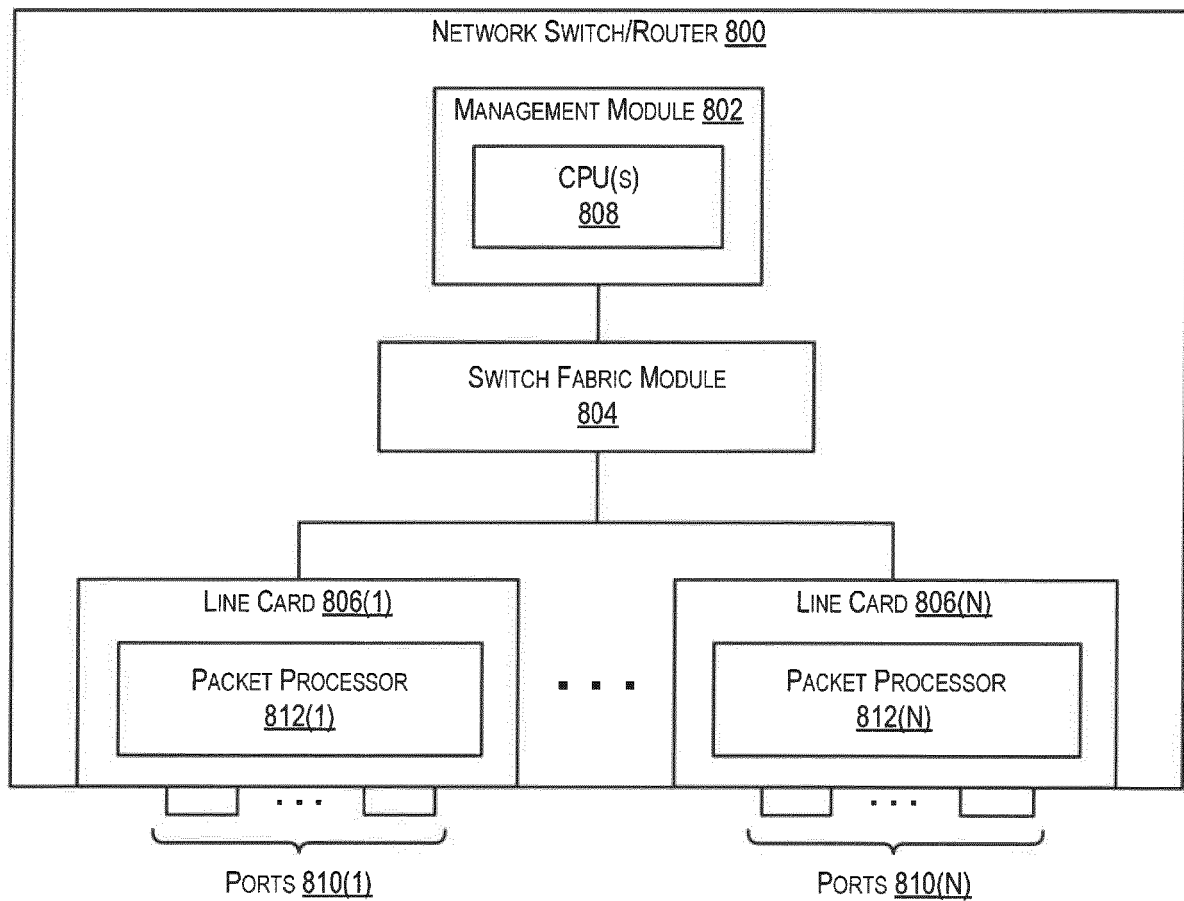 NETWORK SWITCH/ROUTER 800
MANAGEMENT MODULE 802
CPU(S)
808
SWITCH FABRIC MODULE
804
LINE CARD 806(1)
PACKET PROCESSOR
812(1)
LINE CARD 806(N)
PACKET PROCESSOR
812(N)
PORTS 810(1)
PORTS 810(N)